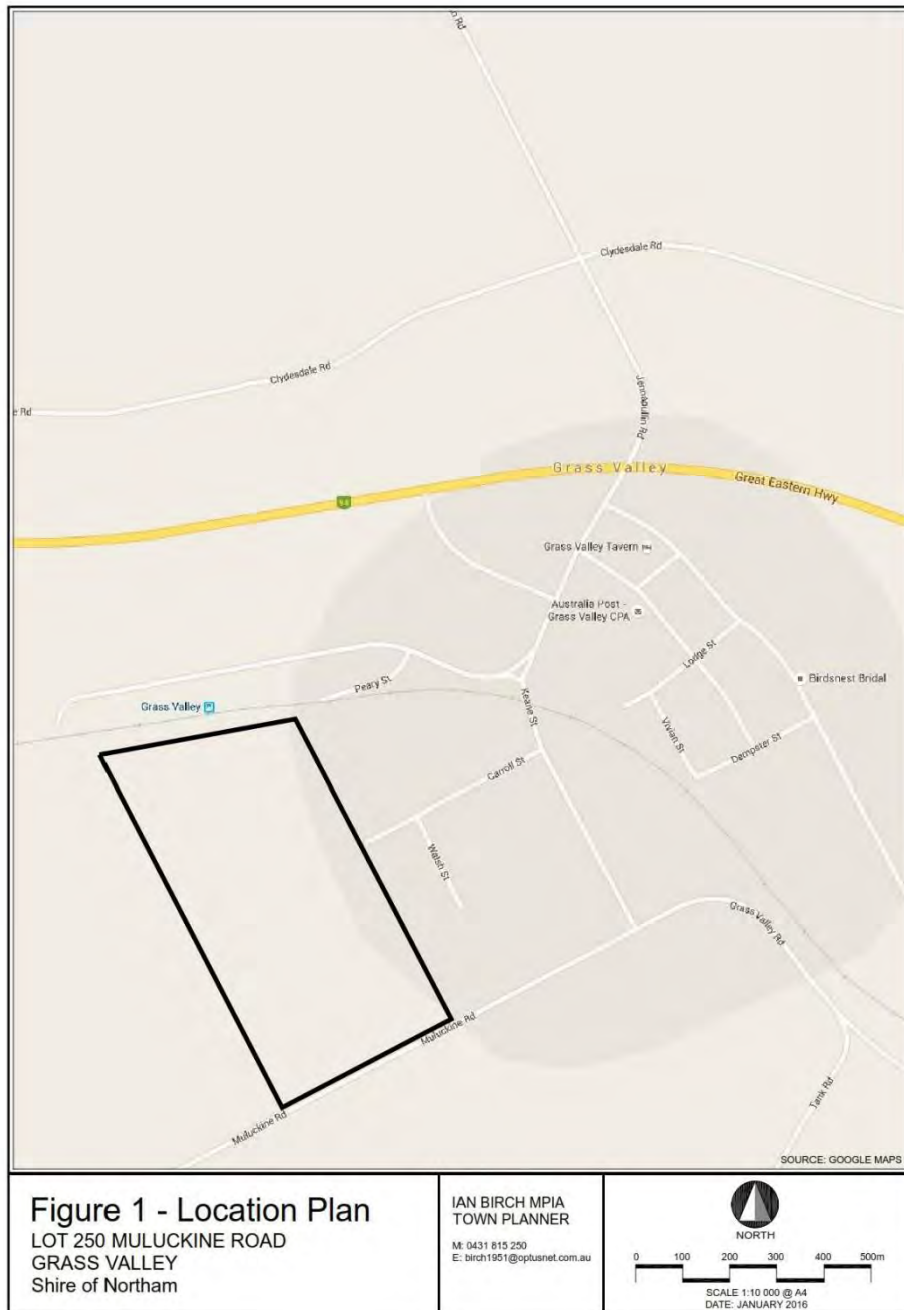 n Rd
Clydesdale Rd
Clydesdale Rd
e Rd
Jennapullin Rd
Grass Valley
Great Eastern Hwy
94
Grass Valley Tavern
Australia Post -
Grass Valley CPA
Lodge St
Birdsnest Bridal
Peary St
Grass Valley
Keane St
Vivian St
Dempster St
Carroll St
Walsh St
Grass Valley Rd
Muluckine Rd
Tank Rd
Muluckine Rd
SOURCE: GOOGLE MAPS
Figure 1 - Location Plan
LOT 250 MULUCKINE ROAD
GRASS VALLEY
Shire of Northam
IAN BIRCH MPIA
TOWN PLANNER
M: 0431 815 250
E: birch1951@optusnet.com.au
NORTH
0 100 200 300 400 500m
SCALE 1:10 000 @ A4
DATE: JANUARY 2016